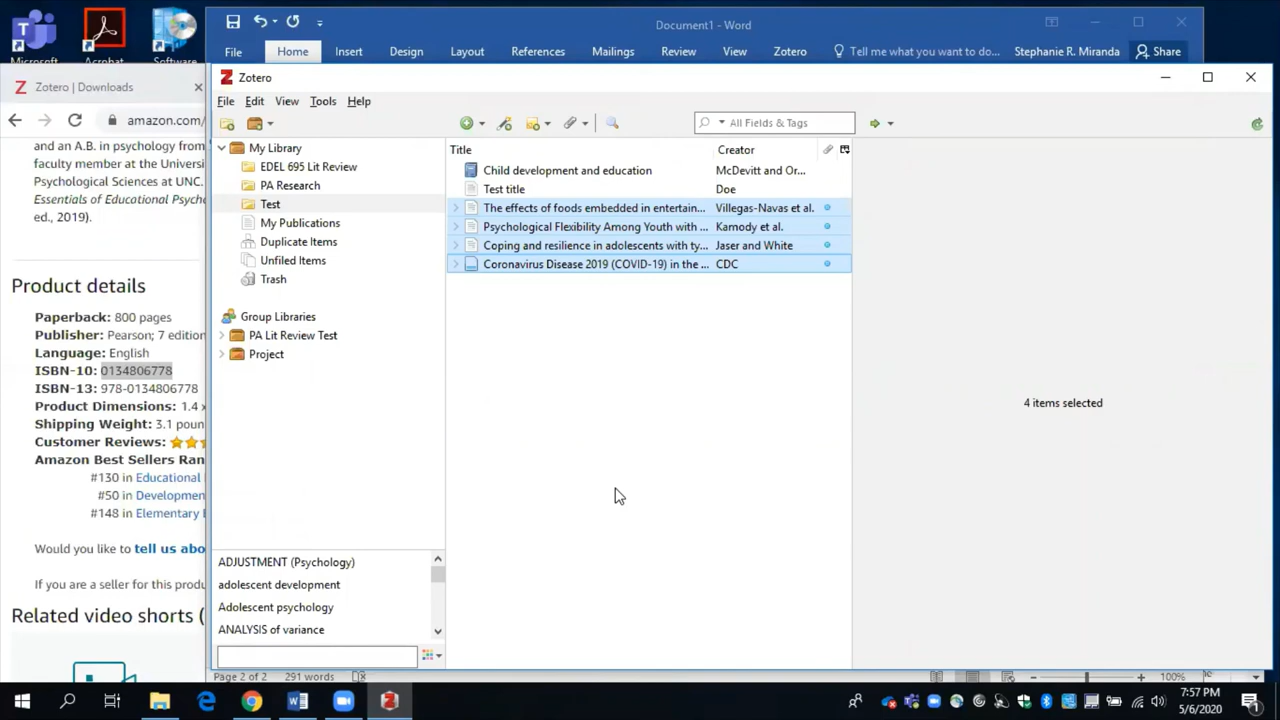 Document1 - Word
File Home Insert Design Layout References Mailings Review View Zotero Tell me what you want to do... Stephanie R. Miranda Share
Microsoft
Acrobat
Software
Zotero | Downloads
amazon.com/
and an A.B. in psychology from
faculty member at the Univers
Psychological Sciences at UNC.
Essentials of Educational Psych
ed., 2019).
Product details
Paperback: 800 pages
Publisher: Pearson; 7 edition
Language: English
ISBN-10: 0134806778
ISBN-13: 978-0134806778
Product Dimensions: 1.4 x
Shipping Weight: 3.1 poun
Customer Reviews:
Amazon Best Sellers Ran
#130 in Educational
#50 in Developmen
#148 in Elementary E
Would you like to tell us abo
If you are a seller for this produ
Related video shorts (
Zotero
File Edit View Tools Help
All Fields & Tags
My Library
EDEL 695 Lit Review
PA Research
Test
My Publications
Duplicate Items
Unfiled Items
Trash
Group Libraries
PA Lit Review Test
Project
ADJUSTMENT (Psychology)
adolescent development
Adolescent psychology
ANALYSIS of variance
Title Creator
Child development and education McDevitt and Or...
Test title Doe
The effects of foods embedded in entertain... Villegas-Navas et al.
Psychological Flexibility Among Youth with ... Kamody et al.
Coping and resilience in adolescents with ty... Jaser and White
Coronavirus Disease 2019 (COVID-19) in the ... CDC
4 items selected
Page 2 of 2 291 words
100%
7:57 PM
5/6/2020
1